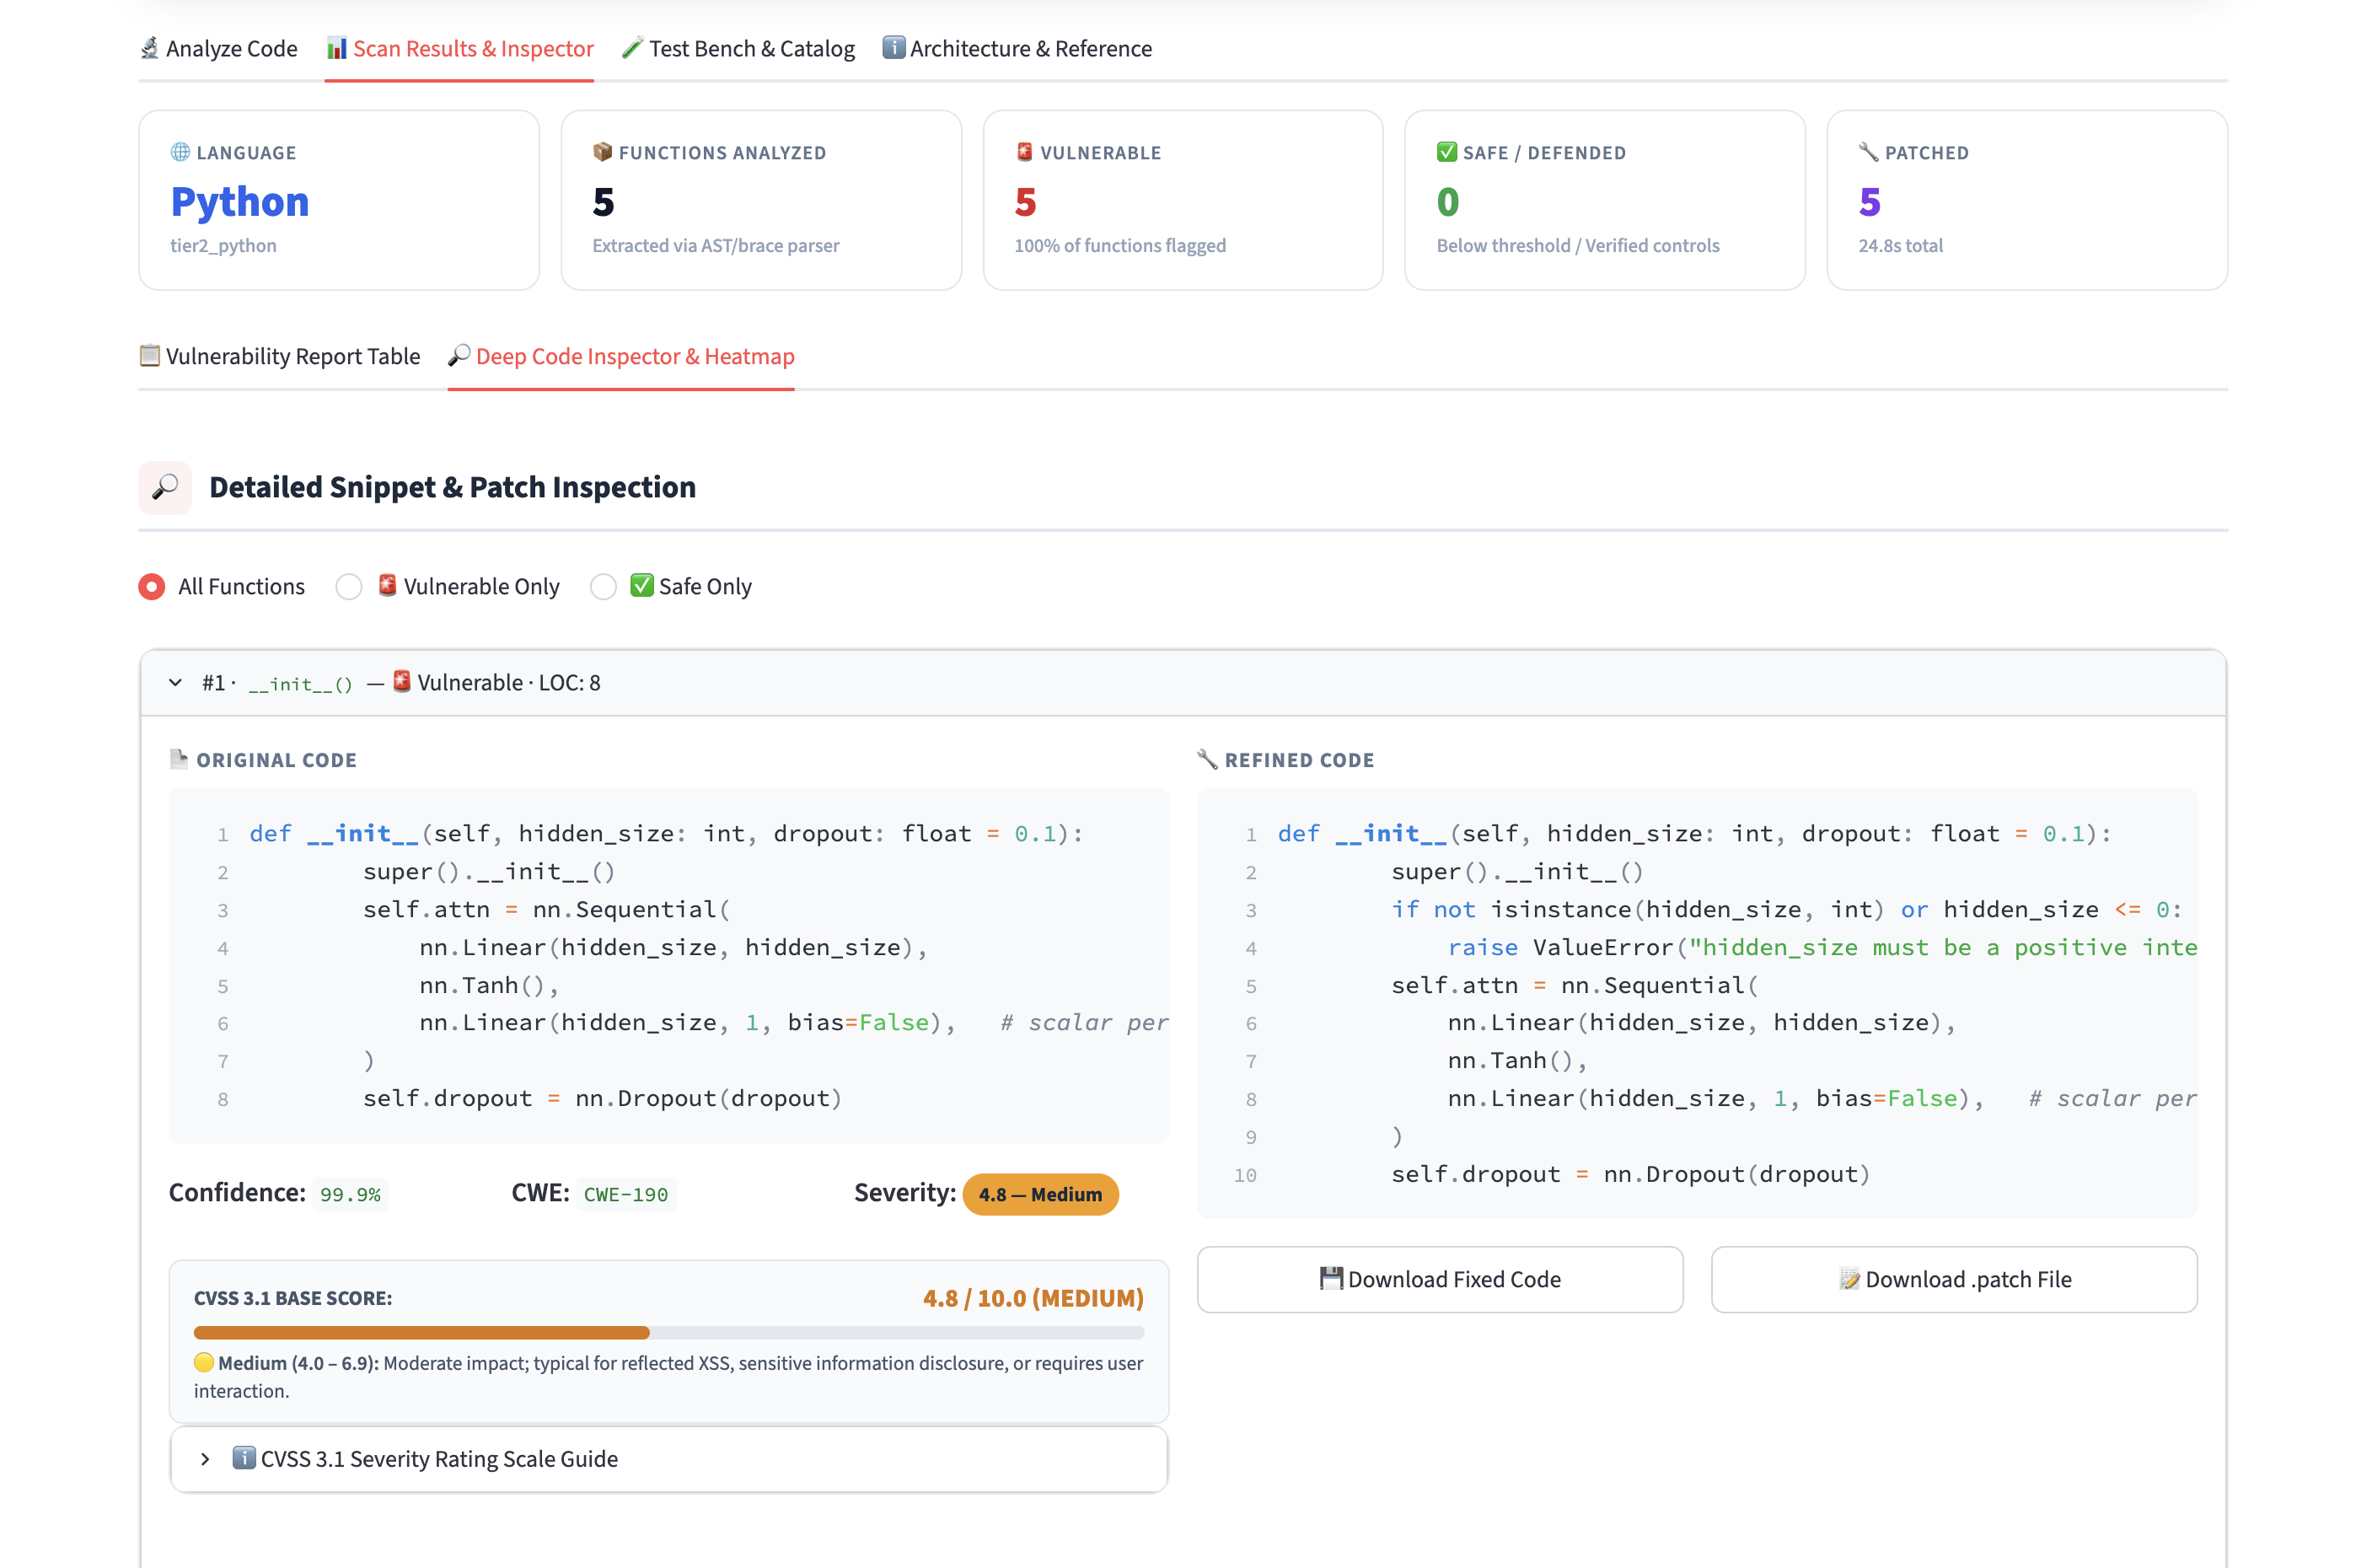 Analyze Code
Scan Results & Inspector
Test Bench & Catalog
Architecture & Reference
LANGUAGE
Python
tier2_python
FUNCTIONS ANALYZED
5
Extracted via AST/brace parser
VULNERABLE
5
100% of functions flagged
SAFE / DEFENDED
0
Below threshold / Verified controls
PATCHED
5
24.8s total
Vulnerability Report Table
Deep Code Inspector & Heatmap
Detailed Snippet & Patch Inspection
All Functions
Vulnerable Only
Safe Only
#1 · __init__() — Vulnerable · LOC: 8
ORIGINAL CODE
1 def __init__(self, hidden_size: int, dropout: float = 0.1):
2         super().__init__()
3         self.attn = nn.Sequential(
4             nn.Linear(hidden_size, hidden_size),
5             nn.Tanh(),
6             nn.Linear(hidden_size, 1, bias=False),   # scalar per
7         )
8         self.dropout = nn.Dropout(dropout)
Confidence: 99.9%
CWE: CWE-190
Severity: 4.8 — Medium
CVSS 3.1 BASE SCORE:
4.8 / 10.0 (MEDIUM)
Medium (4.0 – 6.9): Moderate impact; typical for reflected XSS, sensitive information disclosure, or requires user
interaction.
CVSS 3.1 Severity Rating Scale Guide
REFINED CODE
1 def __init__(self, hidden_size: int, dropout: float = 0.1):
2         super().__init__()
3         if not isinstance(hidden_size, int) or hidden_size <= 0:
4             raise ValueError("hidden_size must be a positive inte
5         self.attn = nn.Sequential(
6             nn.Linear(hidden_size, hidden_size),
7             nn.Tanh(),
8             nn.Linear(hidden_size, 1, bias=False),   # scalar per
9         )
10         self.dropout = nn.Dropout(dropout)
Download Fixed Code
Download .patch File